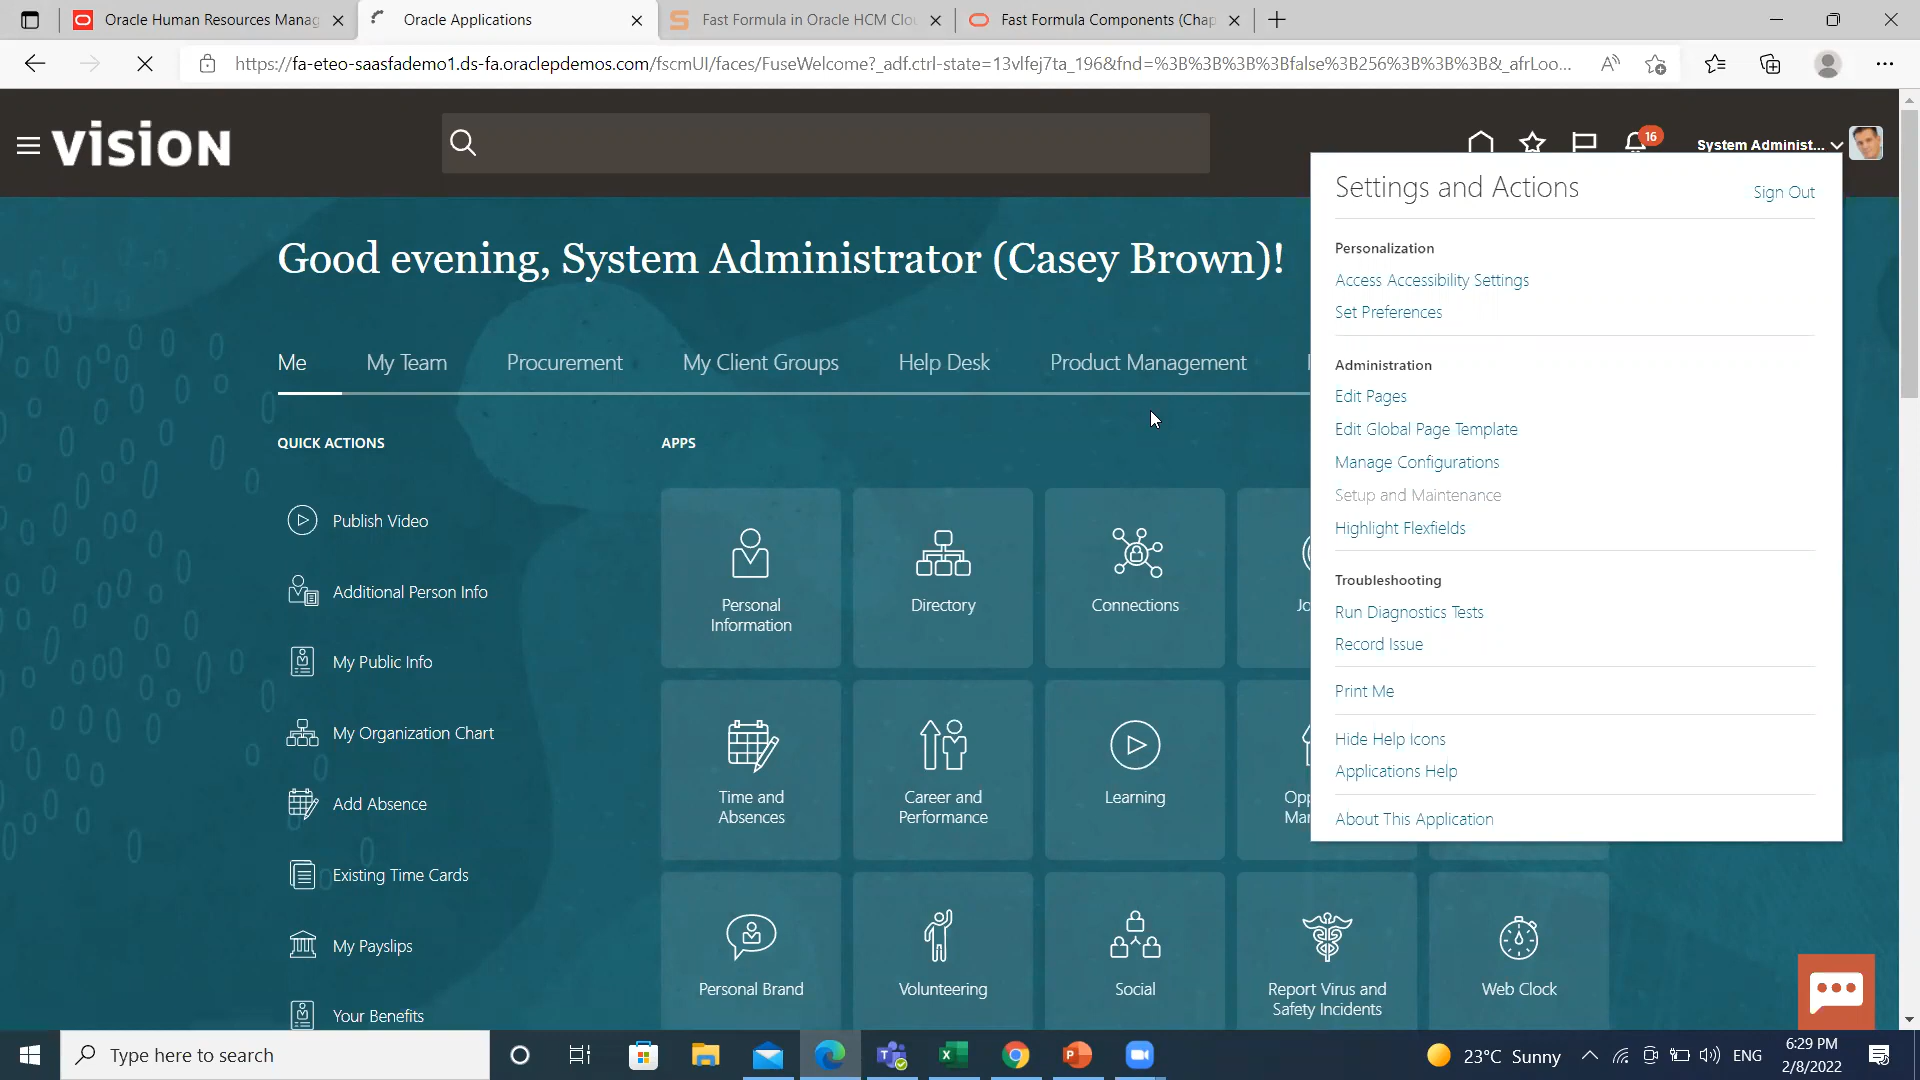 Oracle Human Resources Manag
Oracle Applications
Fast Formula in Oracle HCM Clou
Fast Formula Components (Chap
https://fa-eteo-saasfademo1.ds-fa.oraclepdemos.com/fscmUI/faces/FuseWelcome?_adf.ctrl-state=13vlfej7ta_196&fnd=%3B%3B%3B%3Bfalse%3B256%3B%3B%3B&_afrLoo...
VISION
16
System Administ...
Settings and Actions
Sign Out
Good evening, System Administrator (Casey Brown)!
Personalization
Access Accessibility Settings
Set Preferences
Me
My Team
Procurement
My Client Groups
Help Desk
Product Management
Administration
Edit Pages
Edit Global Page Template
Manage Configurations
Setup and Maintenance
Highlight Flexfields
Troubleshooting
Run Diagnostics Tests
Record Issue
Print Me
Hide Help Icons
Applications Help
About This Application
QUICK ACTIONS
Publish Video
Additional Person Info
My Public Info
My Organization Chart
Add Absence
Existing Time Cards
My Payslips
Your Benefits
APPS
Personal
Information
Directory
Connections
Time and
Absences
Career and
Performance
Learning
Personal Brand
Volunteering
Social
Report Virus and
Safety Incidents
Web Clock
Type here to search
23°C Sunny
ENG
6:29 PM
2/8/2022